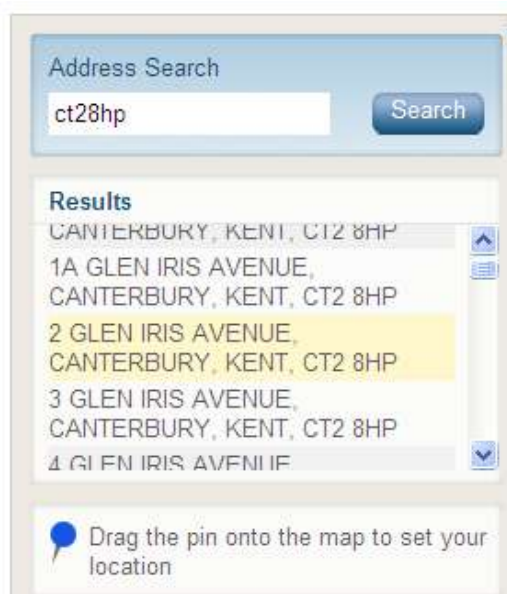 Address Search
ct28hp
Search
Results
CANTERBURY, KENT, CT2 8HP
1A GLEN IRIS AVENUE,
CANTERBURY, KENT, CT2 8HP
2 GLEN IRIS AVENUE,
CANTERBURY, KENT, CT2 8HP
3 GLEN IRIS AVENUE,
CANTERBURY, KENT, CT2 8HP
4 GLEN IRIS AVENUE,
Drag the pin onto the map to set your
location